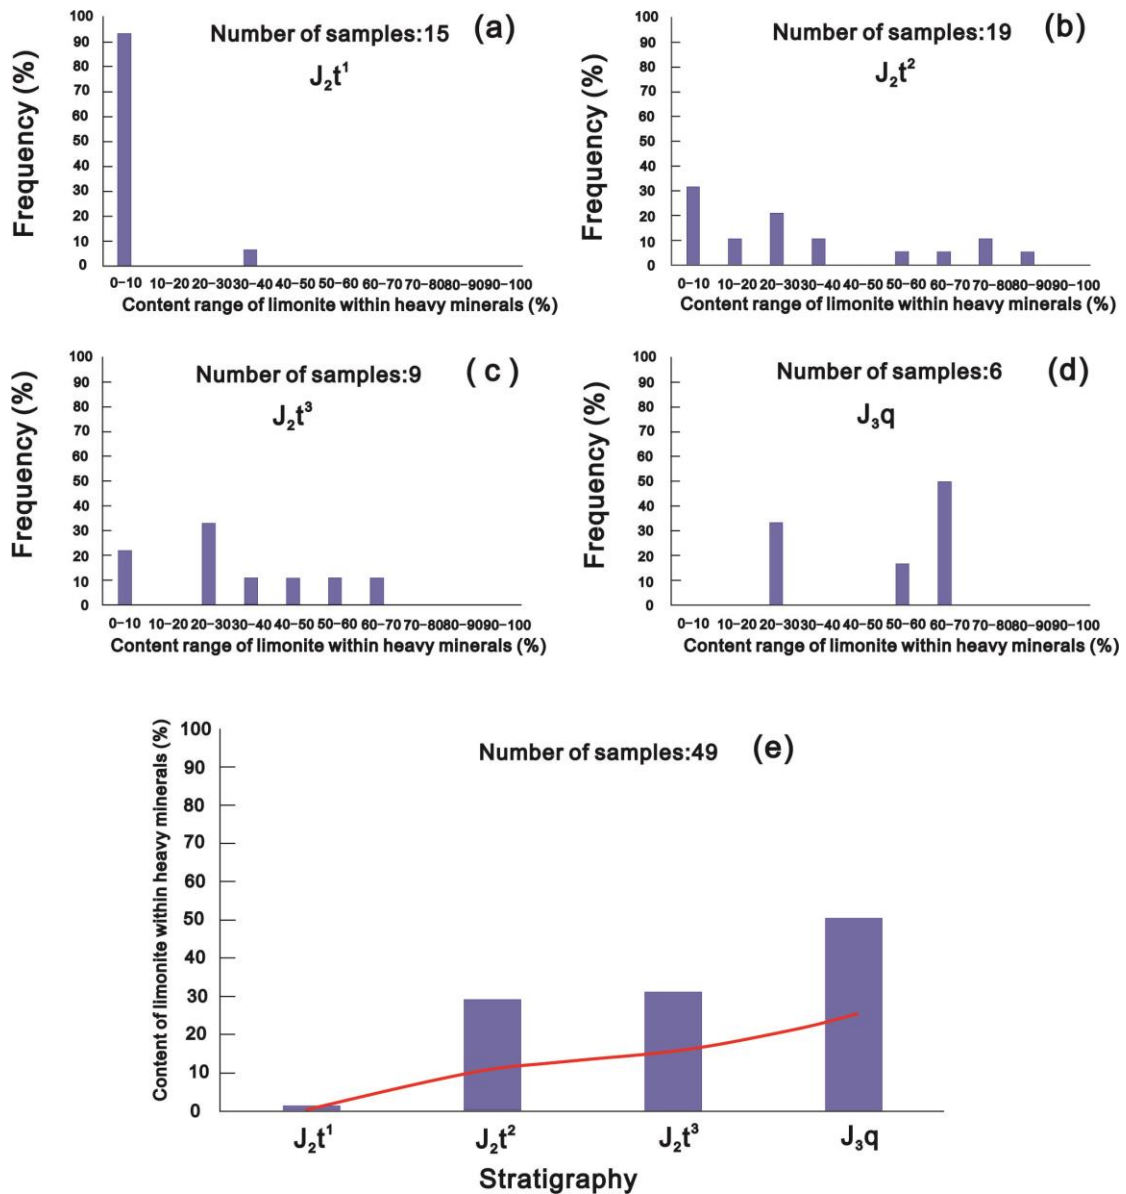 Number of samples:15 (a)
J₂t¹
Frequency (%)
100
90
80
70
60
50
40
30
20
10
0
0-10 10-20 20-30 30-40 40-50 50-60 60-70 70-80 80-90 90-100
Content range of limonite within heavy minerals (%)
Number of samples:19 (b)
J₂t²
Frequency (%)
100
90
80
70
60
50
40
30
20
10
0
0-10 10-20 20-30 30-40 40-50 50-60 60-70 70-80 80-90 90-100
Content range of limonite within heavy minerals (%)
Number of samples:9 (c)
J₂t³
Frequency (%)
100
90
80
70
60
50
40
30
20
10
0
0-10 10-20 20-30 30-40 40-50 50-60 60-70 70-80 80-90 90-100
Content range of limonite within heavy minerals (%)
Number of samples:6 (d)
J₃q
Frequency (%)
100
90
80
70
60
50
40
30
20
10
0
0-10 10-20 20-30 30-40 40-50 50-60 60-70 70-80 80-90 90-100
Content range of limonite within heavy minerals (%)
Number of samples:49 (e)
Content of limonite within heavy minerials (%)
100
90
80
70
60
50
40
30
20
10
0
J₂t¹ J₂t² J₂t³ J₃q
Stratigraphy